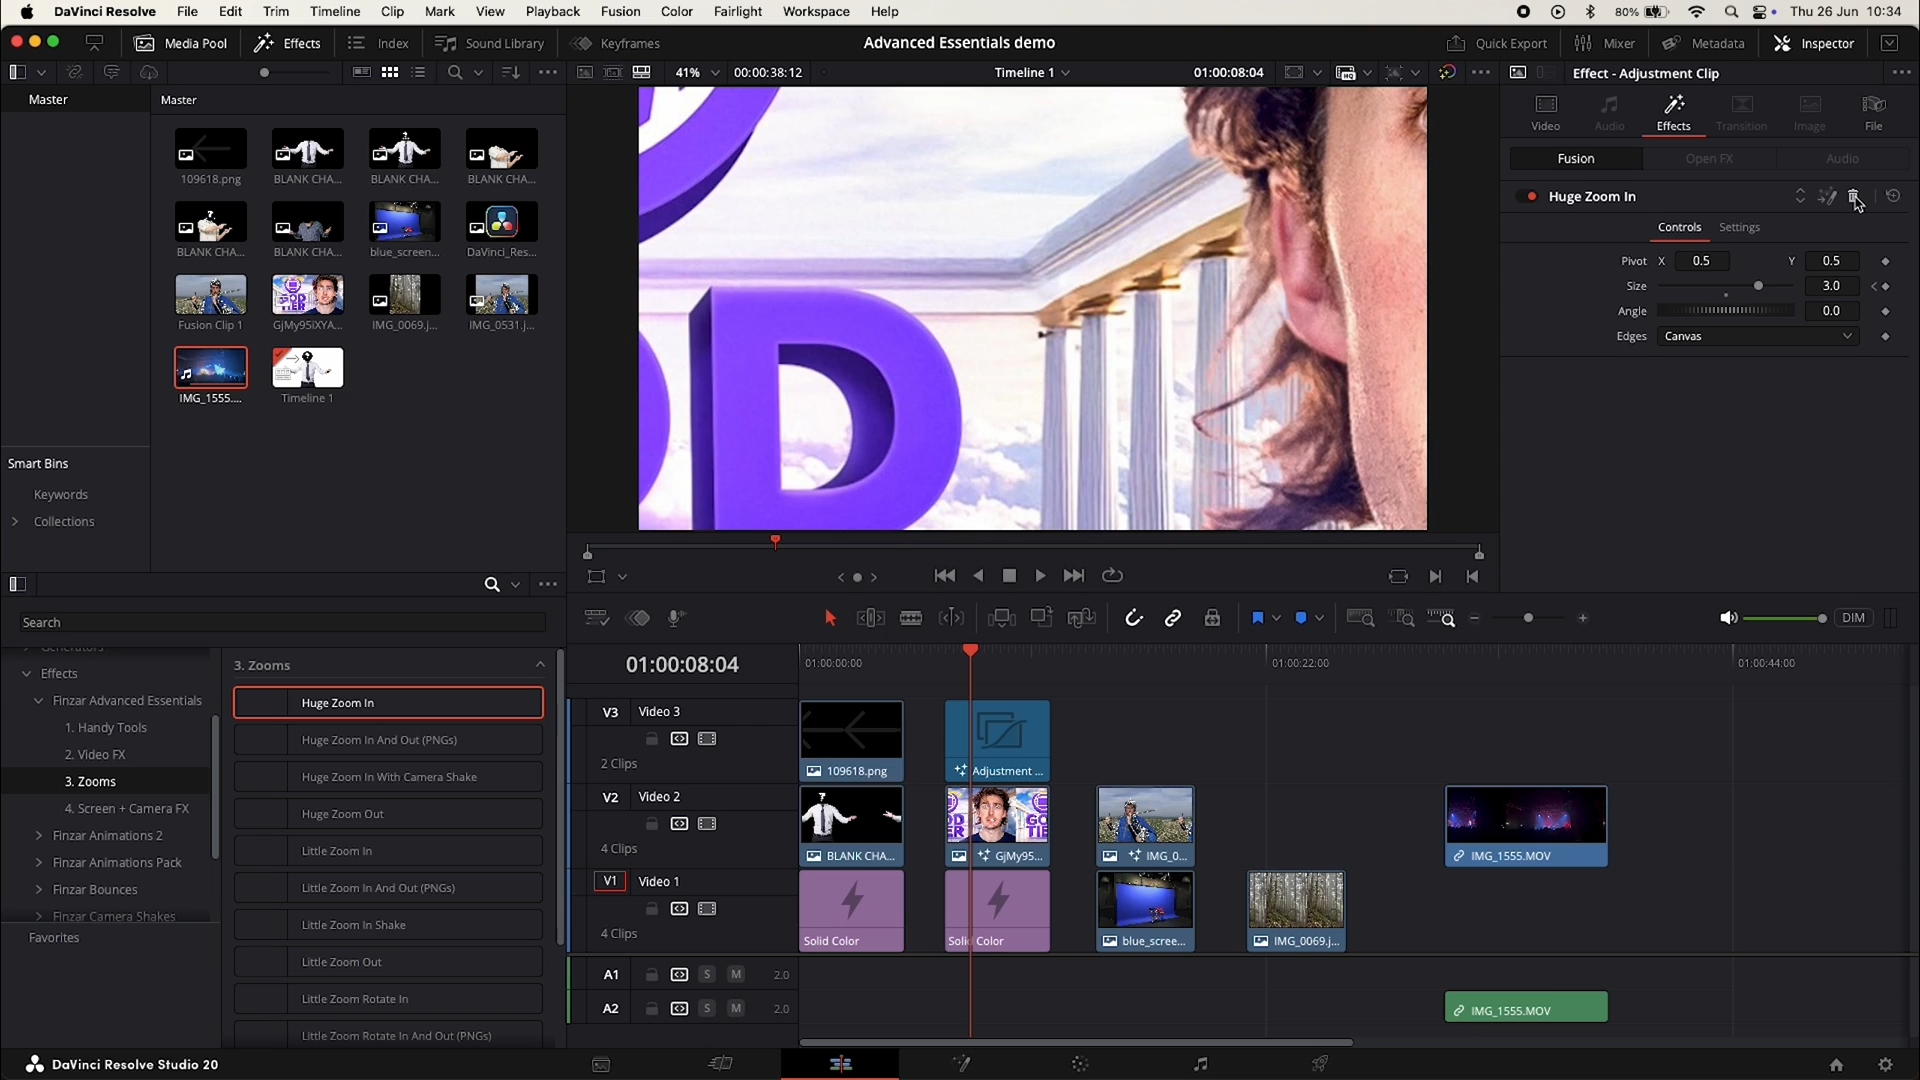 DaVinci Resolve File Edit Trim Timeline Clip Mark View Playback Fusion Color Fairlight Workspace Help 80% Thu 26 Jun 10:34
Media Pool Effects Index Sound Library Keyframes Advanced Essentials demo Quick Export Mixer Metadata Inspector
41% 00:00:38:12 Timeline 1 01:00:08:04 Effect - Adjustment Clip
Master Master
Video Audio Effects Transition Image File
109618.png BLANK CHA... BLANK CHA... BLANK CHA...
Fusion Open FX Audio
Huge Zoom In
Controls Settings
BLANK CHA... BLANK CHA... blue_screen... DaVinci_Res...
Pivot X 0.5 Y 0.5
Size 3.0
Angle 0.0
Edges Canvas
Fusion Clip 1 GjMy95iXYA... IMG_0069.j... IMG_0531.j...
IMG_1555.... Timeline 1
D
Smart Bins
Keywords
Collections
Search
DIM
Effects
Finzar Advanced Essentials
1. Handy Tools
2. Video FX
3. Zooms
4. Screen + Camera FX
Finzar Animations 2
Finzar Animations Pack
Finzar Bounces
Finzar Camera Shakes
Favorites
3. Zooms
Huge Zoom In
Huge Zoom In And Out (PNGs)
Huge Zoom In With Camera Shake
Huge Zoom Out
Little Zoom In
Little Zoom In And Out (PNGs)
Little Zoom In Shake
Little Zoom Out
Little Zoom Rotate In
Little Zoom Rotate In And Out (PNGs)
01:00:08:04 01:00:00:00 01:00:22:00 01:00:44:00
V3 Video 3
2 Clips
109618.png Adjustment ...
V2 Video 2
4 Clips
BLANK CHA... GjMy95... IMG_0... IMG_1555.MOV
V1 Video 1
4 Clips
Solid Color Solid Color blue_scree... IMG_0069.j...
A1 S M 2.0
A2 S M 2.0 IMG_1555.MOV
DaVinci Resolve Studio 20